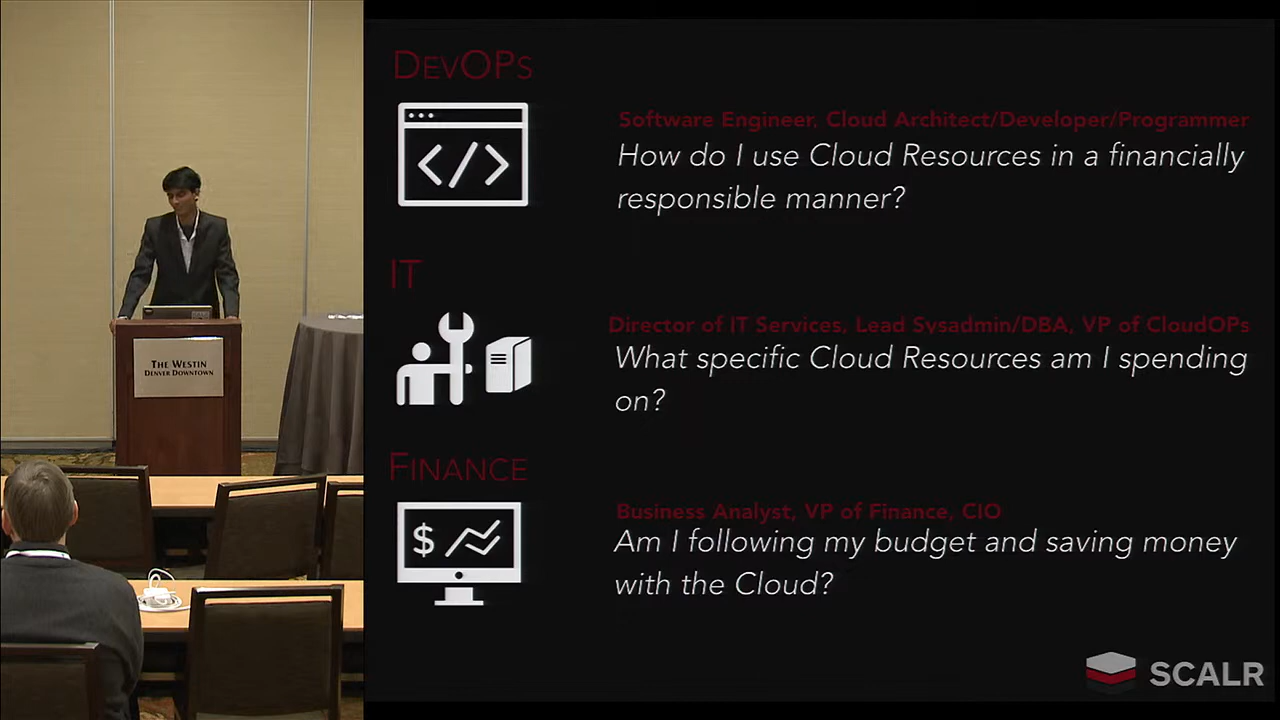 THE WESTIN
DENVER DOWNTOWN
DEVOPS
Software Engineer, Cloud Architect/Developer/Programmer
How do I use Cloud Resources in a financially
responsible manner?
IT
Director of IT Services, Lead Sysadmin/DBA, VP of CloudOPs
What specific Cloud Resources am I spending
on?
FINANCE
$
Business Analyst, VP of Finance, CIO
Am I following my budget and saving money
with the Cloud?
SCALR